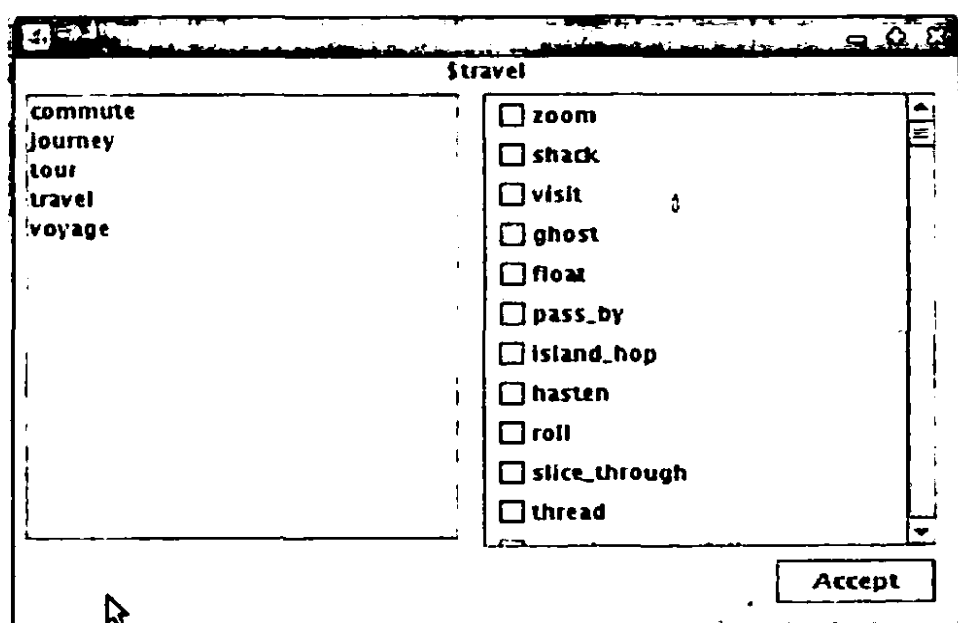 $travel
commute
journey
tour
travel
voyage
zoom
shack
visit
ghost
float
pass_by
island_hop
hasten
roll
slice_through
thread
Accept